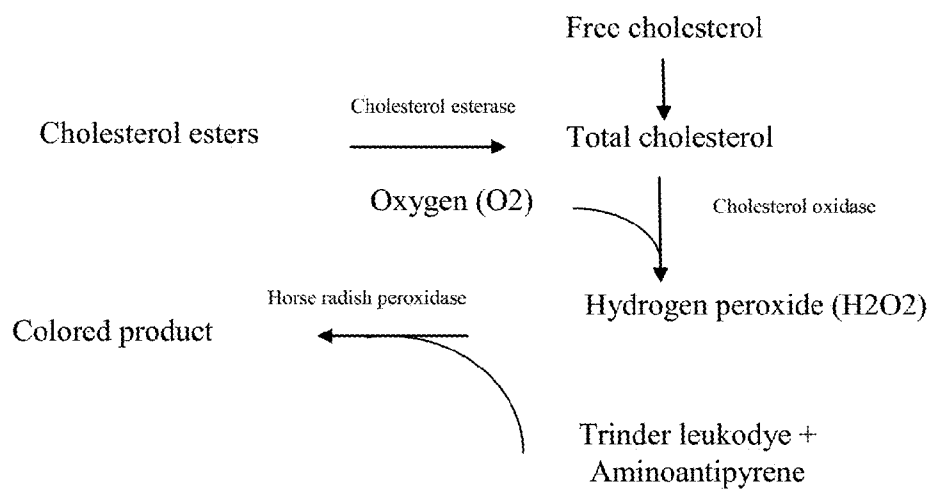 Free cholesterol
Cholesterol esterase
Cholesterol esters
Total cholesterol
Oxygen (O2)
Cholesterol oxidase
Horse radish peroxidase
Hydrogen peroxide (H2O2)
Colored product
Trinder leukodye +
Aminoantipyrene